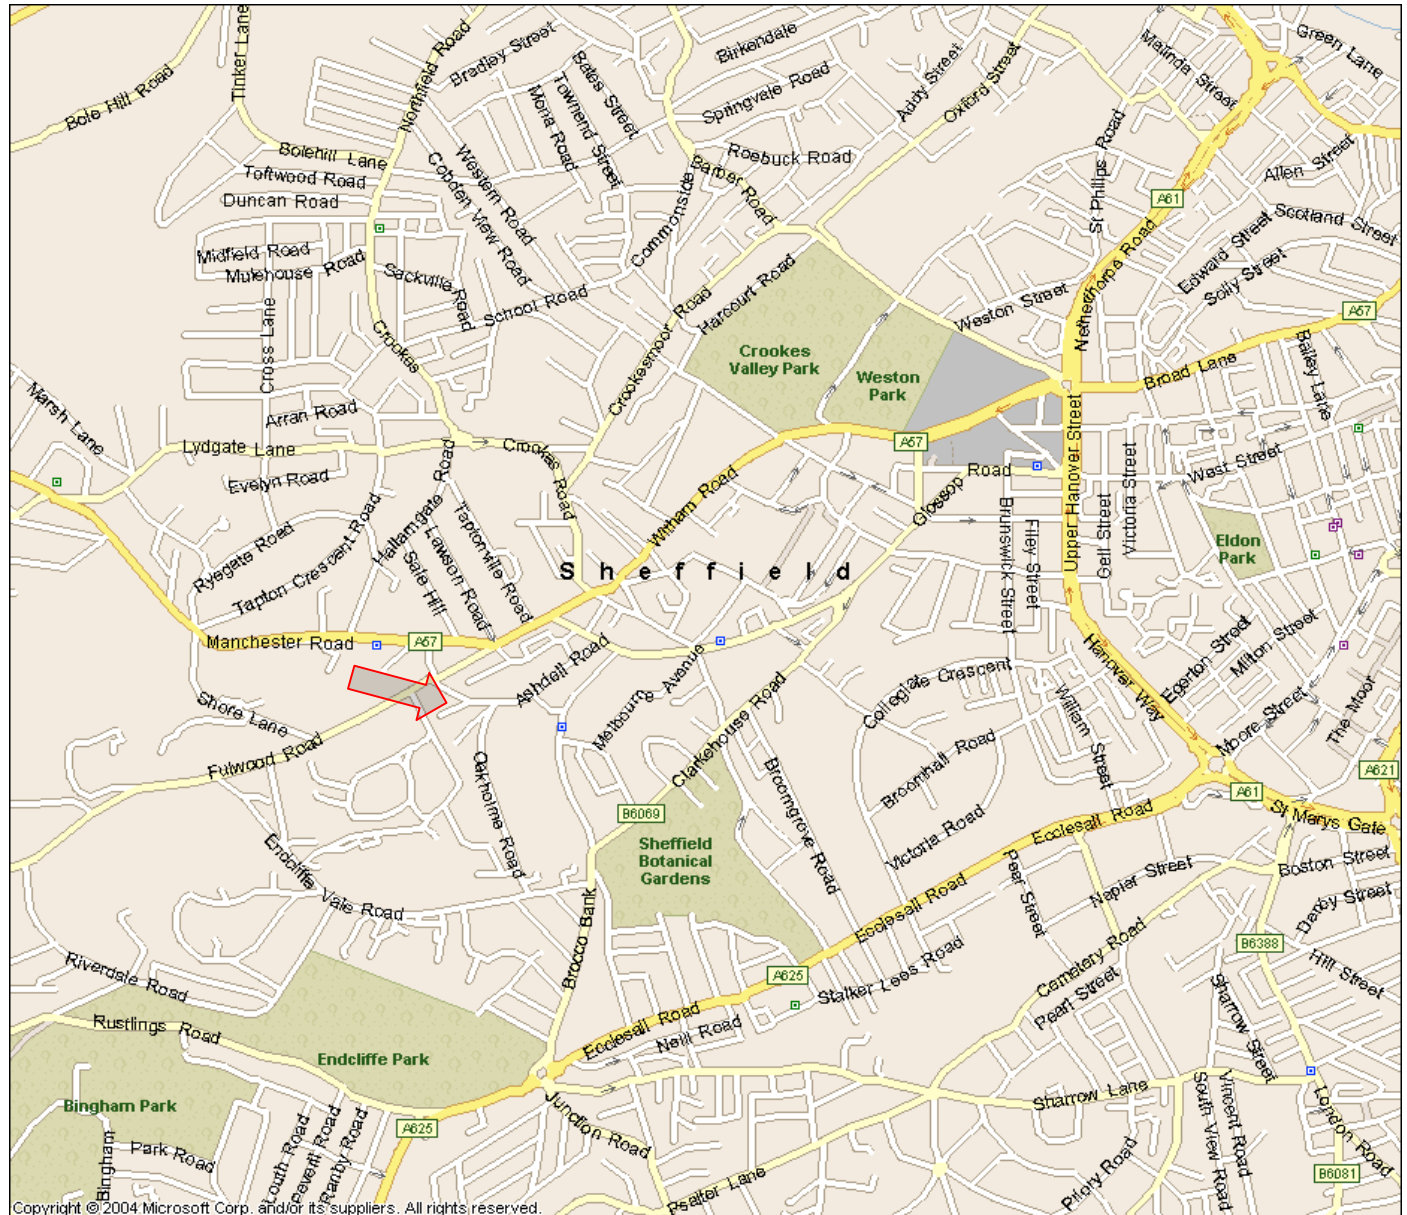 Tinker Lane
Bole Hill Road
Northfield Road
Bradley Street
Bates Street
Townend Street
Mona Road
Birkendale
Springvale Road
Addy Street
Oxford Street
Malinda Street
Green Lane
Bolehill Lane
Toftwood Road
Duncan Road
Western Road
Cobden View Road
Roebuck Road
Barber Road
Commonside
St Phillips Road
Allen Street
A61
Scotland Street
Edward Street
Solly Street
Midfield Road
Mulehouse Road
Sackville Road
School Road
Crookesmoor Road
Harcourt Road
Weston Street
Netherthorpe Road
A57
Cross Lane
Crookes
Crookes
Valley Park
Weston
Park
Broad Lane
Bailey Lane
Marsh Lane
Arran Road
Lydgate Lane
Crookes Road
A57
Upper Hanover Street
Victoria Street
West Street
Evelyn Road
Hallamgate Road
Glossop Road
Witham Road
Brunswick Street
Filey Street
Gell Street
Eldon
Park
Ryegate Road
Tapton Crescent Road
Taptonville Road
Lawson Road
Sale Hill
Sheffield
Manchester Road
A57
Ashdell Road
Melbourne Avenue
Collegiate Crescent
Hanover Way
Egerton Street
Milton Street
Shore Lane
William Street
Moore Street
The Moor
Fulwood Road
Clarkehouse Road
Broomhall Road
Oakholme Road
Broomgrove Road
A621
A61
St Marys Gate
B6069
Sheffield
Botanical
Gardens
Victoria Road
Ecclesall Road
Endcliffe Vale Road
Peer Street
Napier Street
Boston Street
Denby Street
Brocco Bank
Ecclesall Road
B6388
Cemetery Road
Hill Street
Riverdale Road
A625
Stalker Lees Road
Pearl Street
Sharrow Street
Rustlings Road
Ecclesall Road
Neill Road
Endcliffe Park
Bingham Park
Junction Road
Sharrow Lane
Vincent Road
South View Road
London Road
A625
Park Road
Bingham
Louth Road
Peveril Road
Ranby Road
Psalter Lane
Priory Road
B6081
Copyright © 2004 Microsoft Corp. and/or its suppliers. All rights reserved.